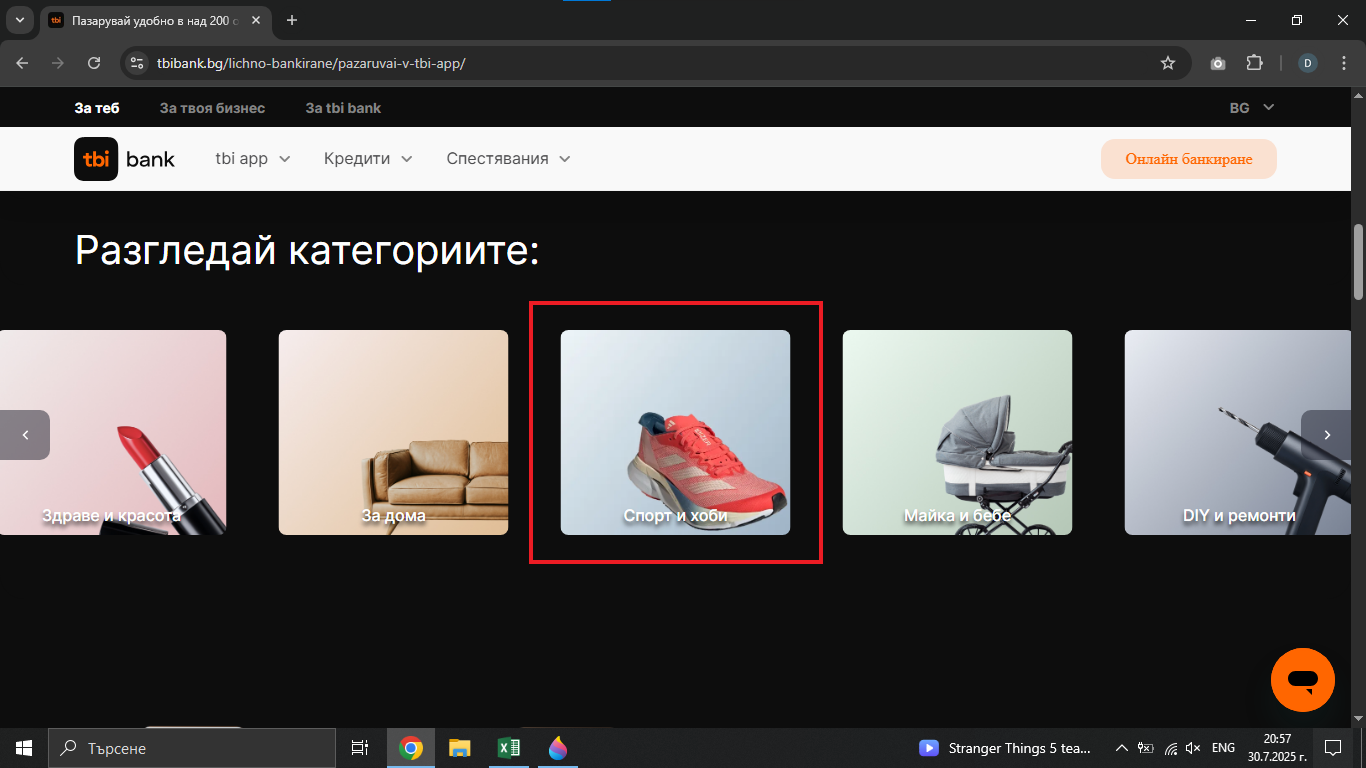 tbi
Пазарувай удобно в над 200 о
tbibank.bg/lichno-bankirane/pazaruvai-v-tbi-app/
D
За теб
За твоя бизнес
За tbi bank
BG
tbi bank
tbi app
Кредити
Спестявания
Онлайн банкиране
Разгледай категориите:
Здраве и красота
За дома
Спорт и хоби
Майка и бебе
DIY и ремонти
Търсене
Stranger Things 5 tea...
ENG
20:57
30.7.2025 г.